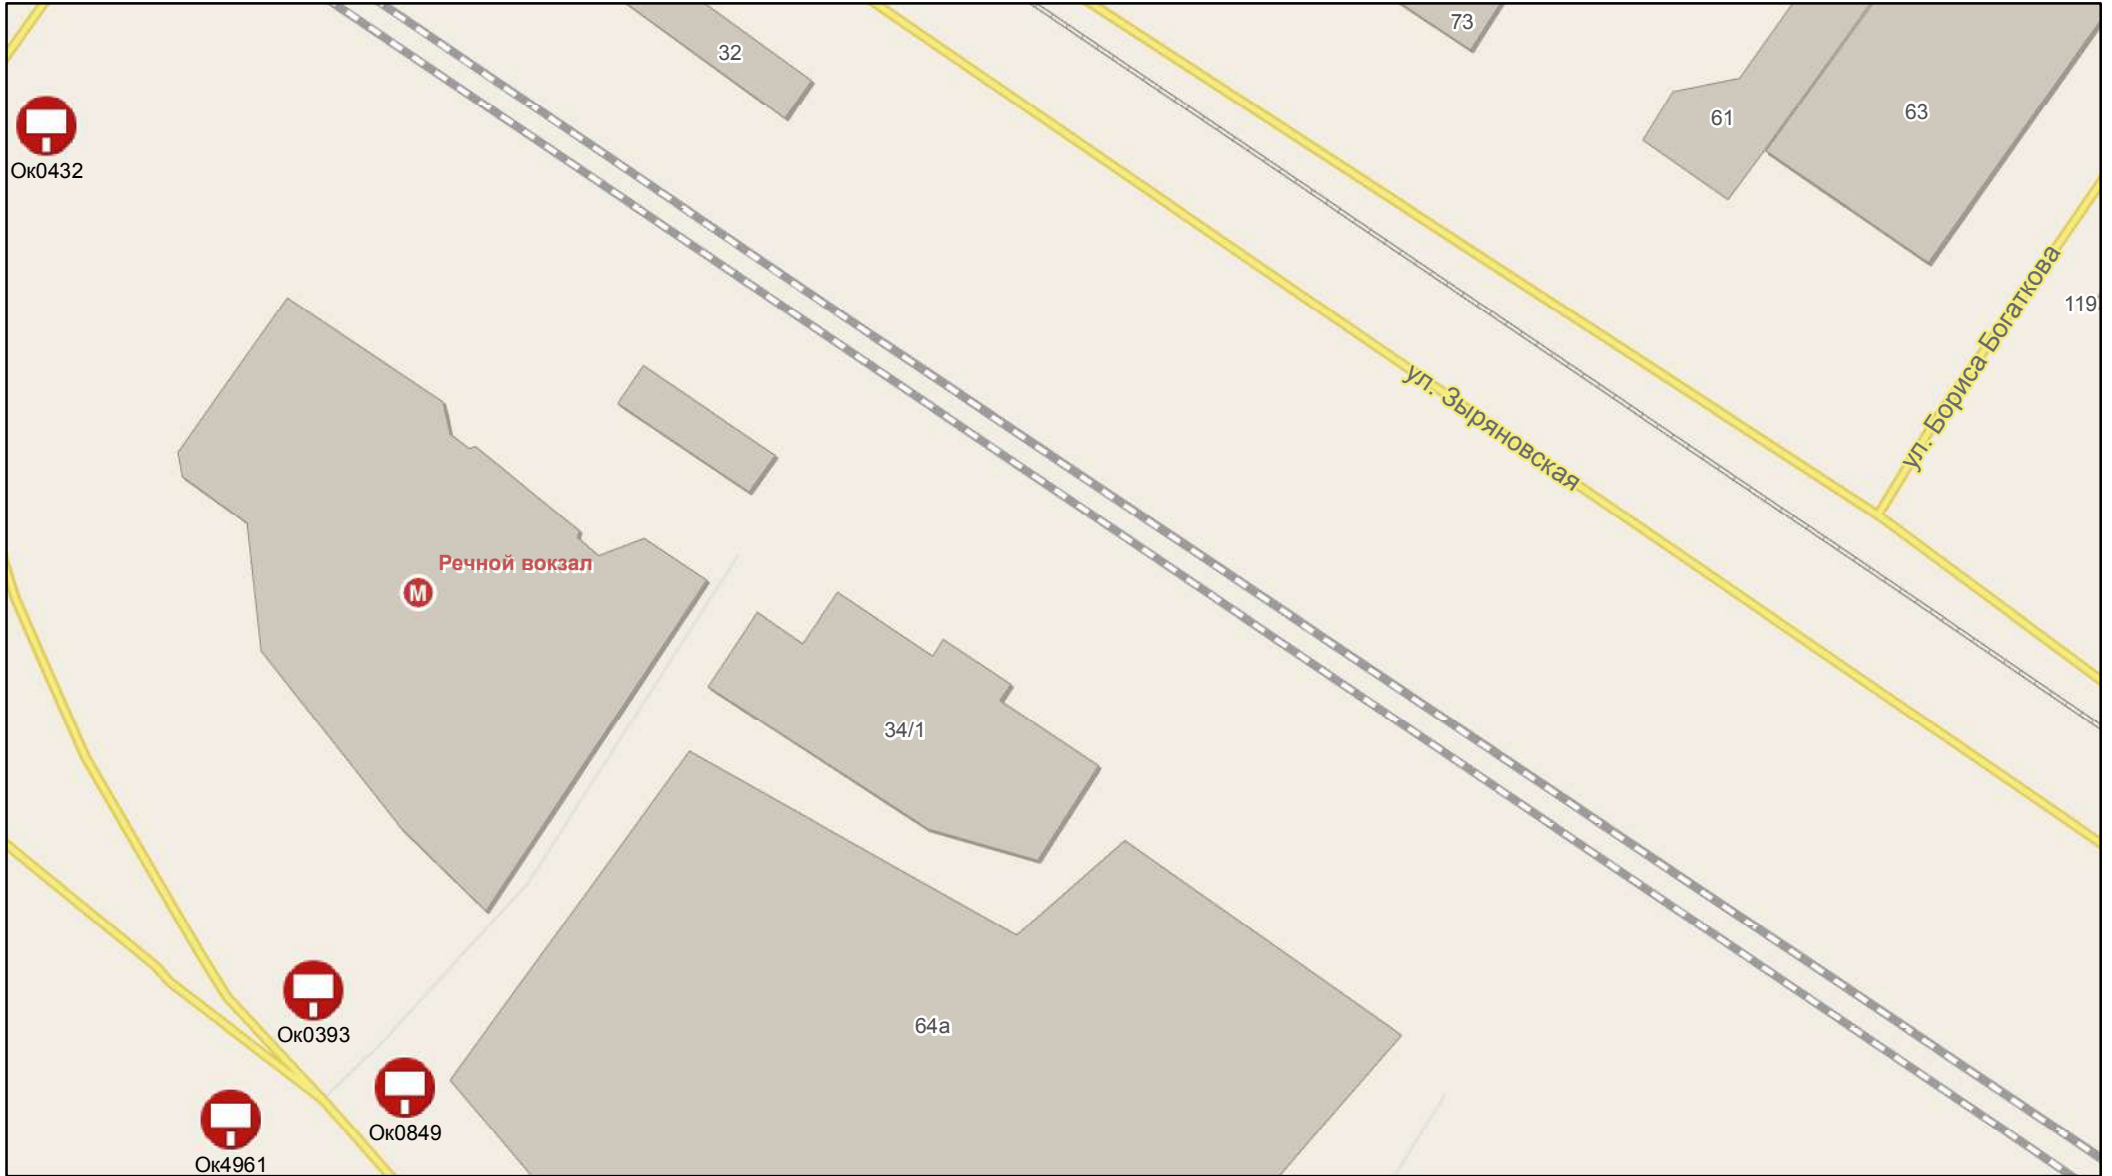 73
32
63
61
Ок0432
ул. Бориса Богаткова
119
ул. Зыряновская
Речной вокзал
М
34/1
64а
Ок0393
Ок0849
Ок4961